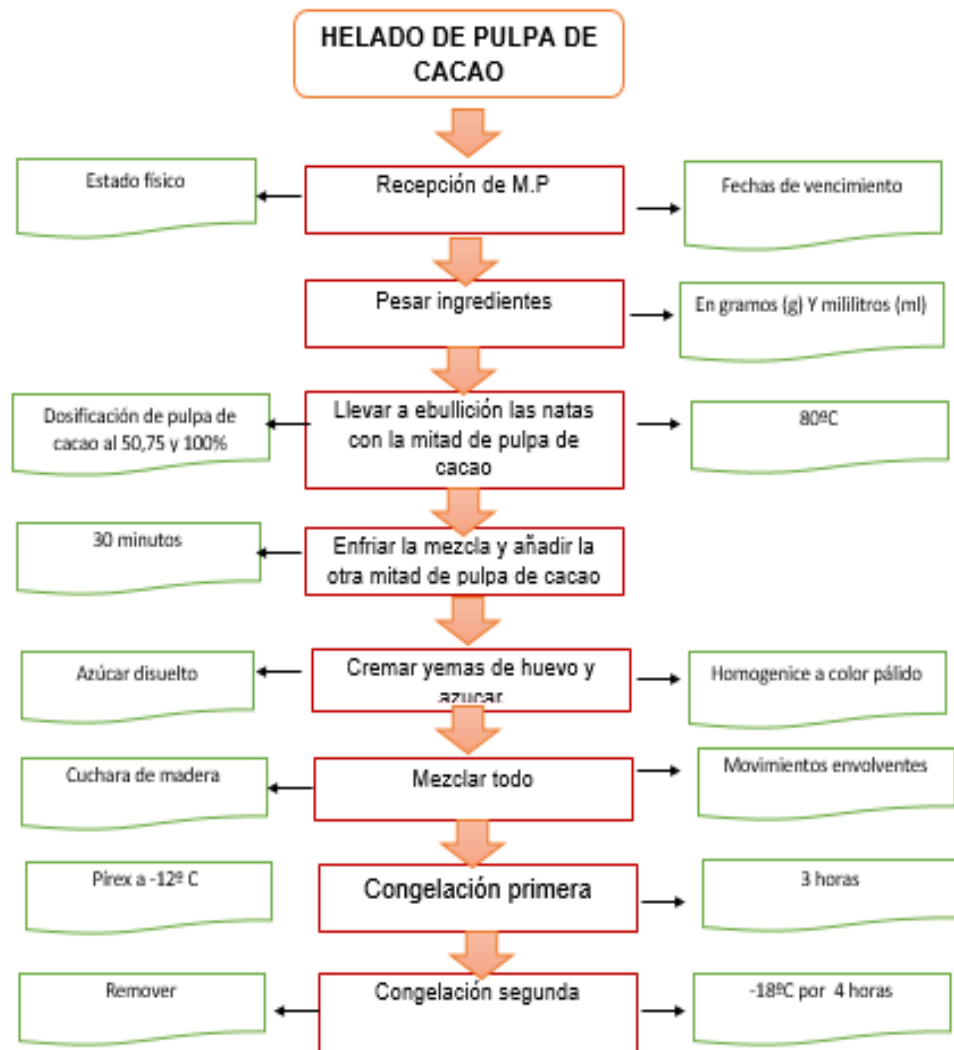 HELADO DE PULPA DE
CACAO
Estado físico
Recepción de M.P
Fechas de vencimiento
Pesar ingredientes
En gramos (g) Y mililitros (ml)
Dosificación de pulpa de
cacao al 50,75 y 100%
Llevar a ebullición las natas
con la mitad de pulpa de
cacao
80ºC
30 minutos
Enfriar la mezcla y añadir la
otra mitad de pulpa de cacao
Azúcar disuelto
Cremar yemas de huevo y
azucar
Homogenice a color pálido
Cuchara de madera
Mezclar todo
Movimientos envolventes
Pírex a -12º C
Congelación primera
3 horas
Remover
Congelación segunda
-18ºC por 4 horas